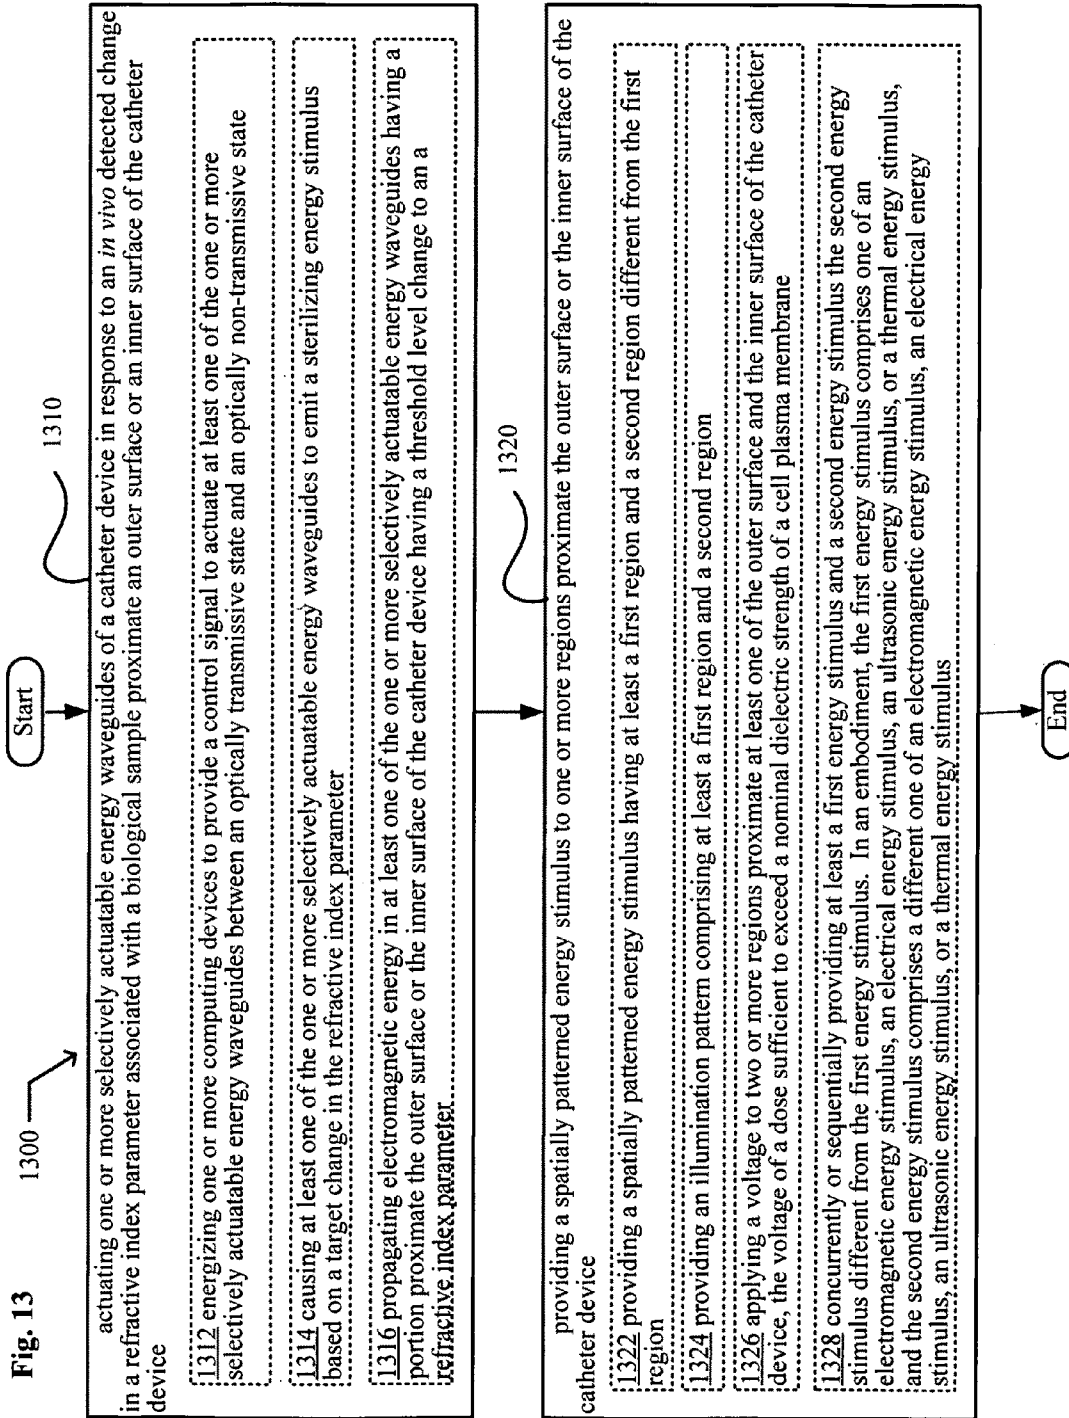 Fig. 13
1300
Start
1310
actuating one or more selectively actuatable energy waveguides of a catheter device in response to an in vivo detected change
in a refractive index parameter associated with a biological sample proximate an outer surface or an inner surface of the catheter
device
1312 energizing one or more computing devices to provide a control signal to actuate at least one of the one or more
selectively actuatable energy waveguides between an optically transmissive state and an optically non-transmissive state
1314 causing at least one of the one or more selectively actuatable energy waveguides to emit a sterilizing energy stimulus
based on a target change in the refractive index parameter
1316 propagating electromagnetic energy in at least one of the one or more selectively actuatable energy waveguides having a
portion proximate the outer surface or the inner surface of the catheter device having a threshold level change to an a
refractive index parameter
1320
providing a spatially patterned energy stimulus to one or more regions proximate the outer surface or the inner surface of the
catheter device
1322 providing a spatially patterned energy stimulus having at least a first region and a second region different from the first
region
1324 providing an illumination pattern comprising at least a first region and a second region
1326 applying a voltage to two or more regions proximate at least one of the outer surface and the inner surface of the catheter
device, the voltage of a dose sufficient to exceed a nominal dielectric strength of a cell plasma membrane
1328 concurrently or sequentially providing at least a first energy stimulus and a second energy stimulus the second energy
stimulus different from the first energy stimulus. In an embodiment, the first energy stimulus comprises one of an
electromagnetic energy stimulus, an electrical energy stimulus, an ultrasonic energy stimulus, or a thermal energy stimulus,
and the second energy stimulus comprises a different one of an electromagnetic energy stimulus, an electrical energy
stimulus, an ultrasonic energy stimulus, or a thermal energy stimulus
End